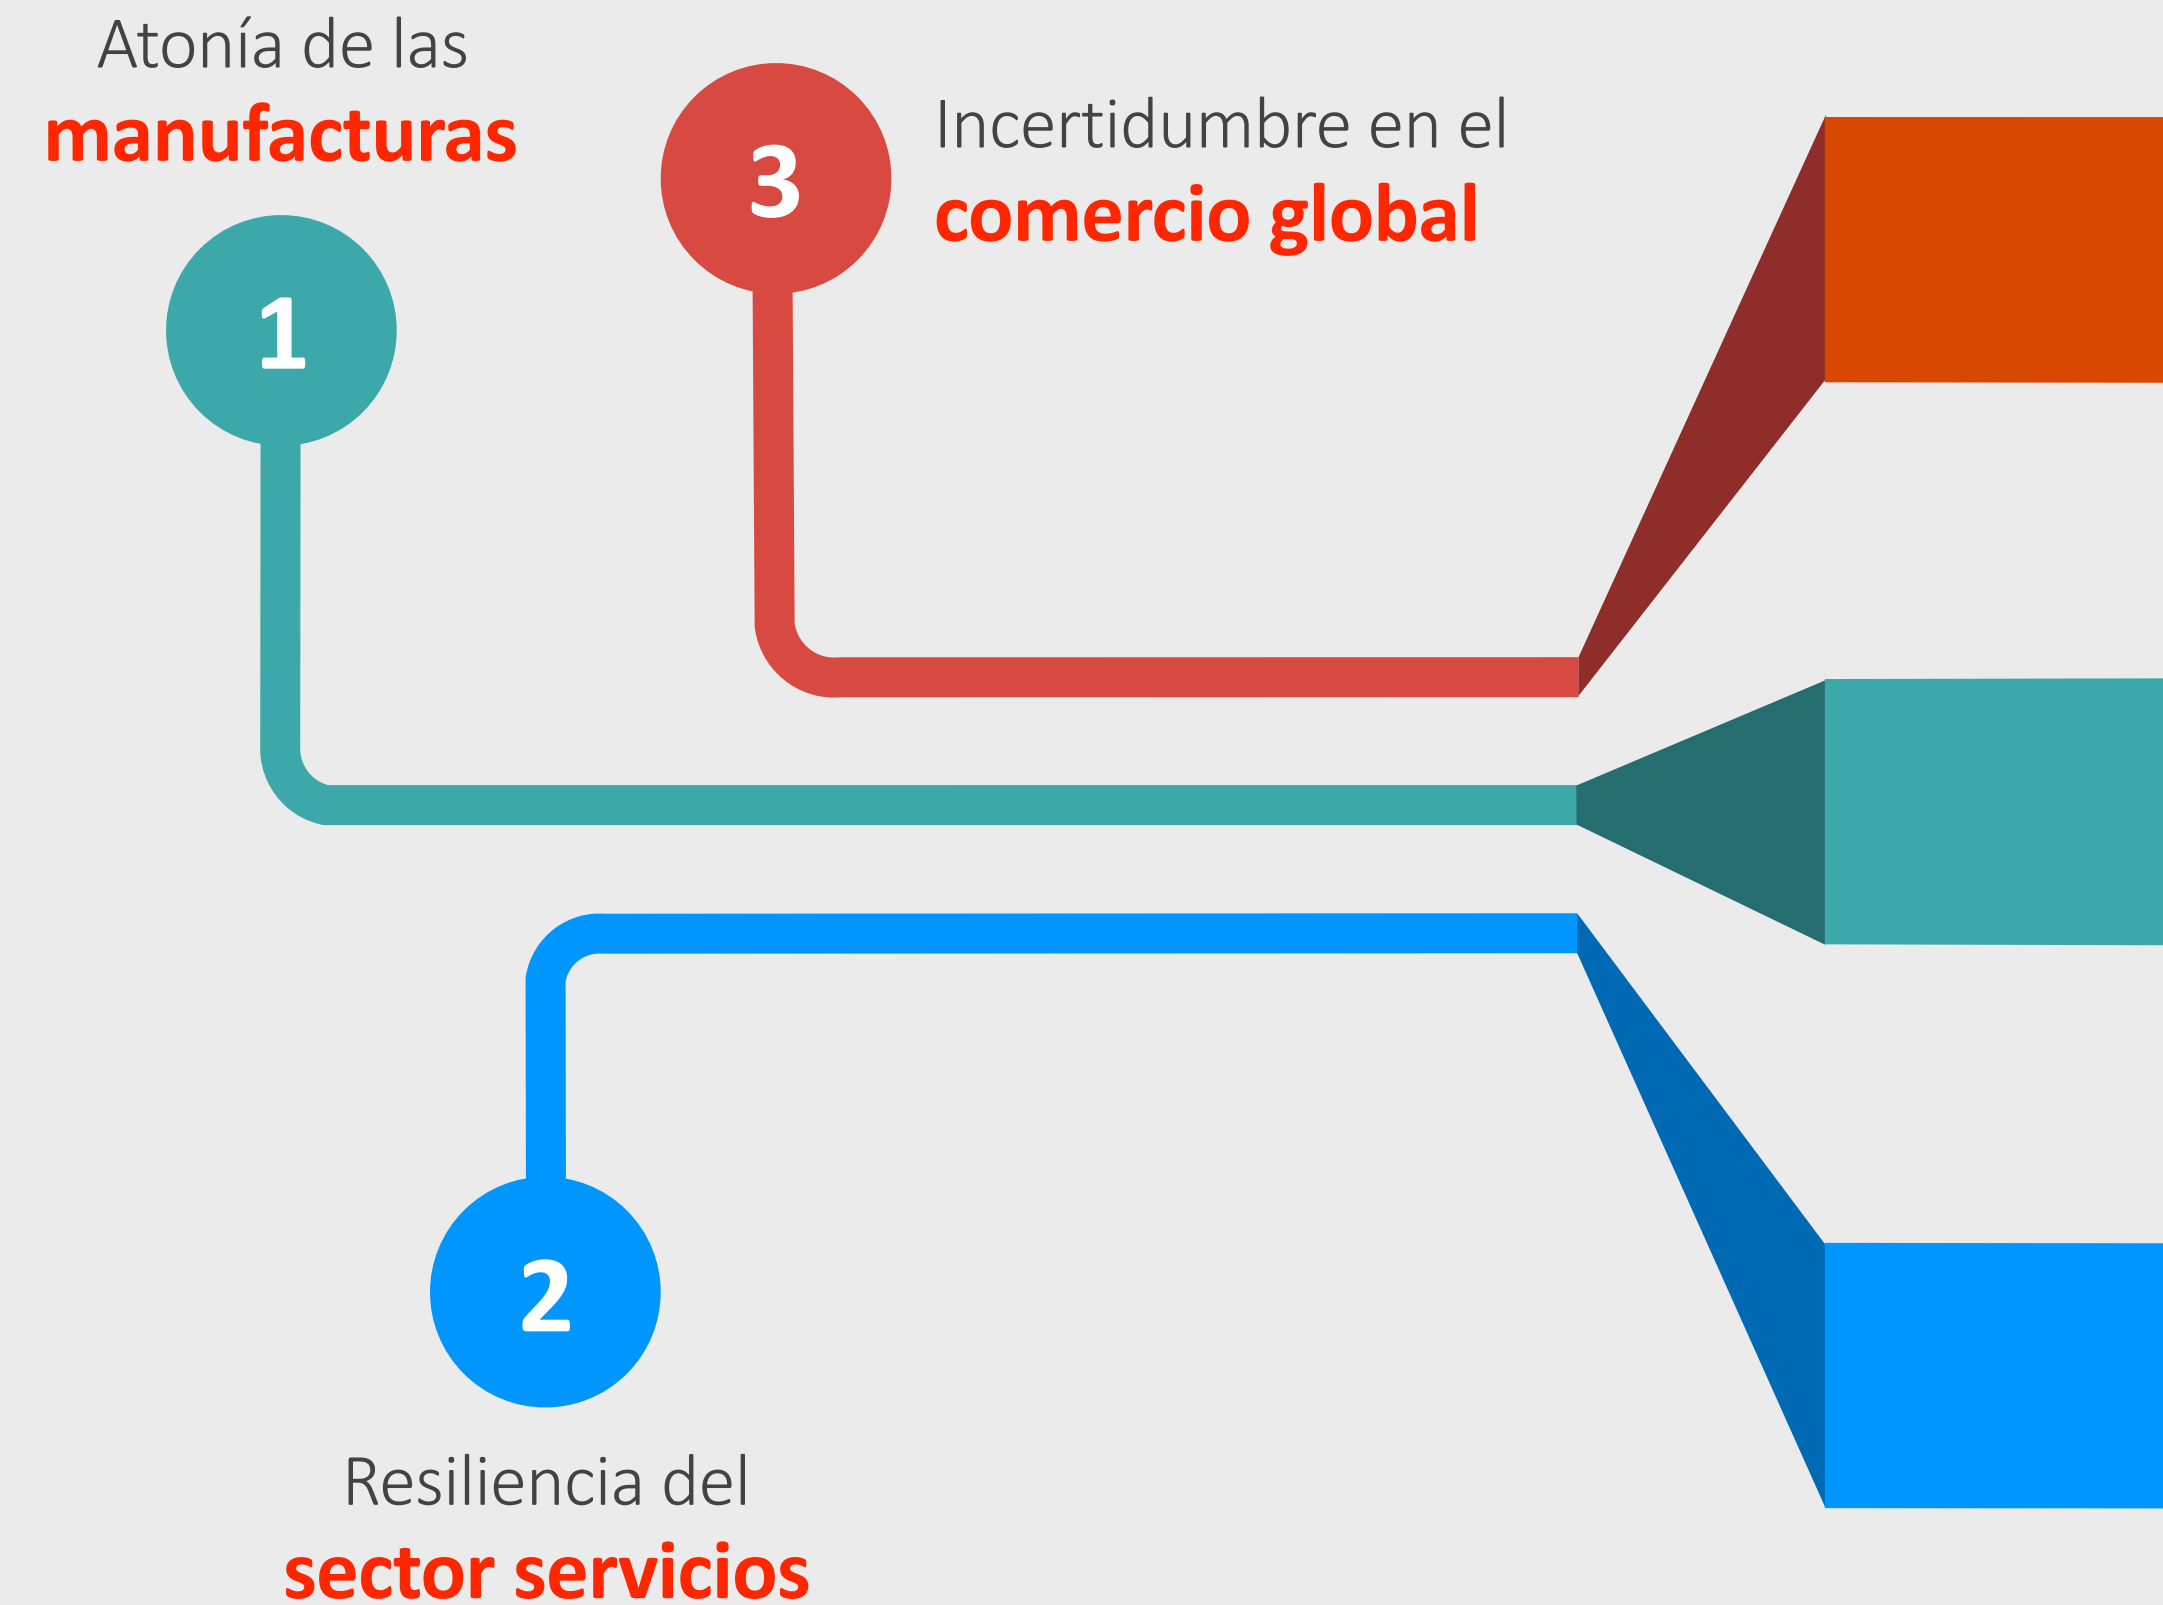 Atonía de las
manufacturas
1
3
Incertidumbre en el
comercio global
2
Resiliencia del
sector servicios